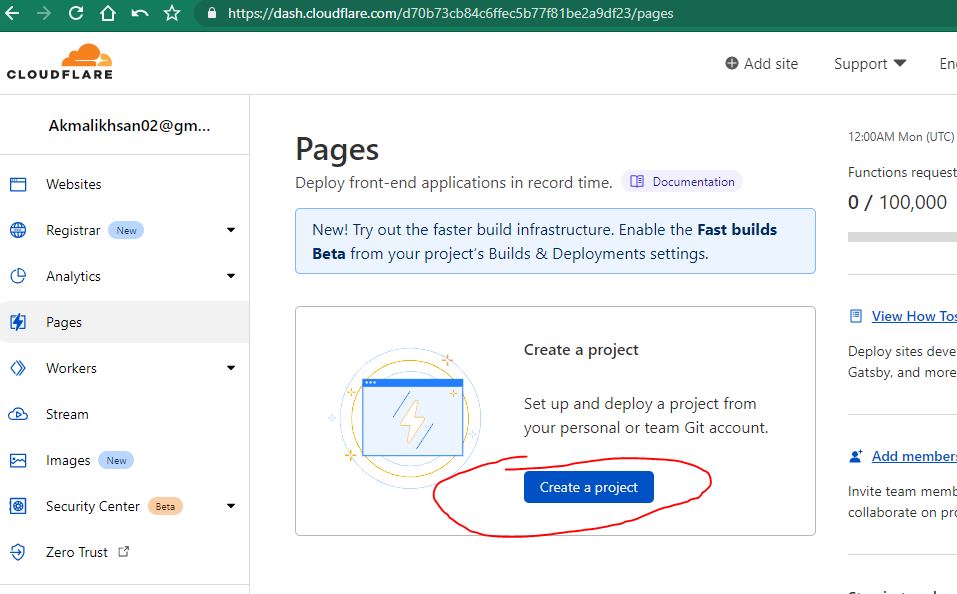 https://dash.cloudflare.com/d70b73cb84c6ffec5b77f81be2a9df23/pages
CLOUDFLARE
Add site
Support
Akmalikhsan02@gm...
Websites
Registrar New
Analytics
Pages
Workers
Stream
Images New
Security Center Beta
Zero Trust
Pages
Deploy front-end applications in record time.
Documentation
New! Try out the faster build infrastructure. Enable the Fast builds
Beta from your project's Builds & Deployments settings.
Create a project
Set up and deploy a project from
your personal or team Git account.
Create a project
12:00AM Mon (UTC)
Functions request
0 / 100,000
View How Tos
Deploy sites deve
Gatsby, and more
Add members
Invite team memb
collaborate on pro